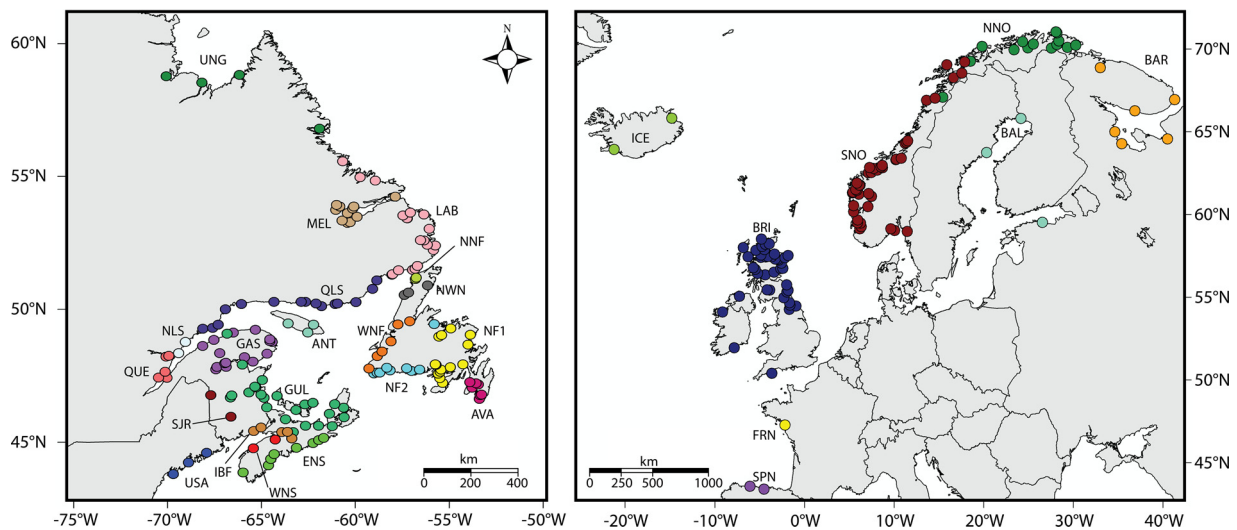 60°N
55°N
50°N
45°N
-75°W
-70°W
-65°W
-60°W
-55°W
-50°W
N
UNG
MEL
LAB
NNF
NWN
QLS
NLS
GAS
ANT
WNF
NF1
QUE
NF2
GUL
AVA
SJR
IBF
ENS
USA
WNS
km
0 200 400
NNO
BAR
ICE
BAL
SNO
BRI
FRN
SPN
km
0 250 500 1000
70°N
65°N
60°N
55°N
50°N
45°N
-20°W
-10°W
0°W
10°W
20°W
30°W
40°W